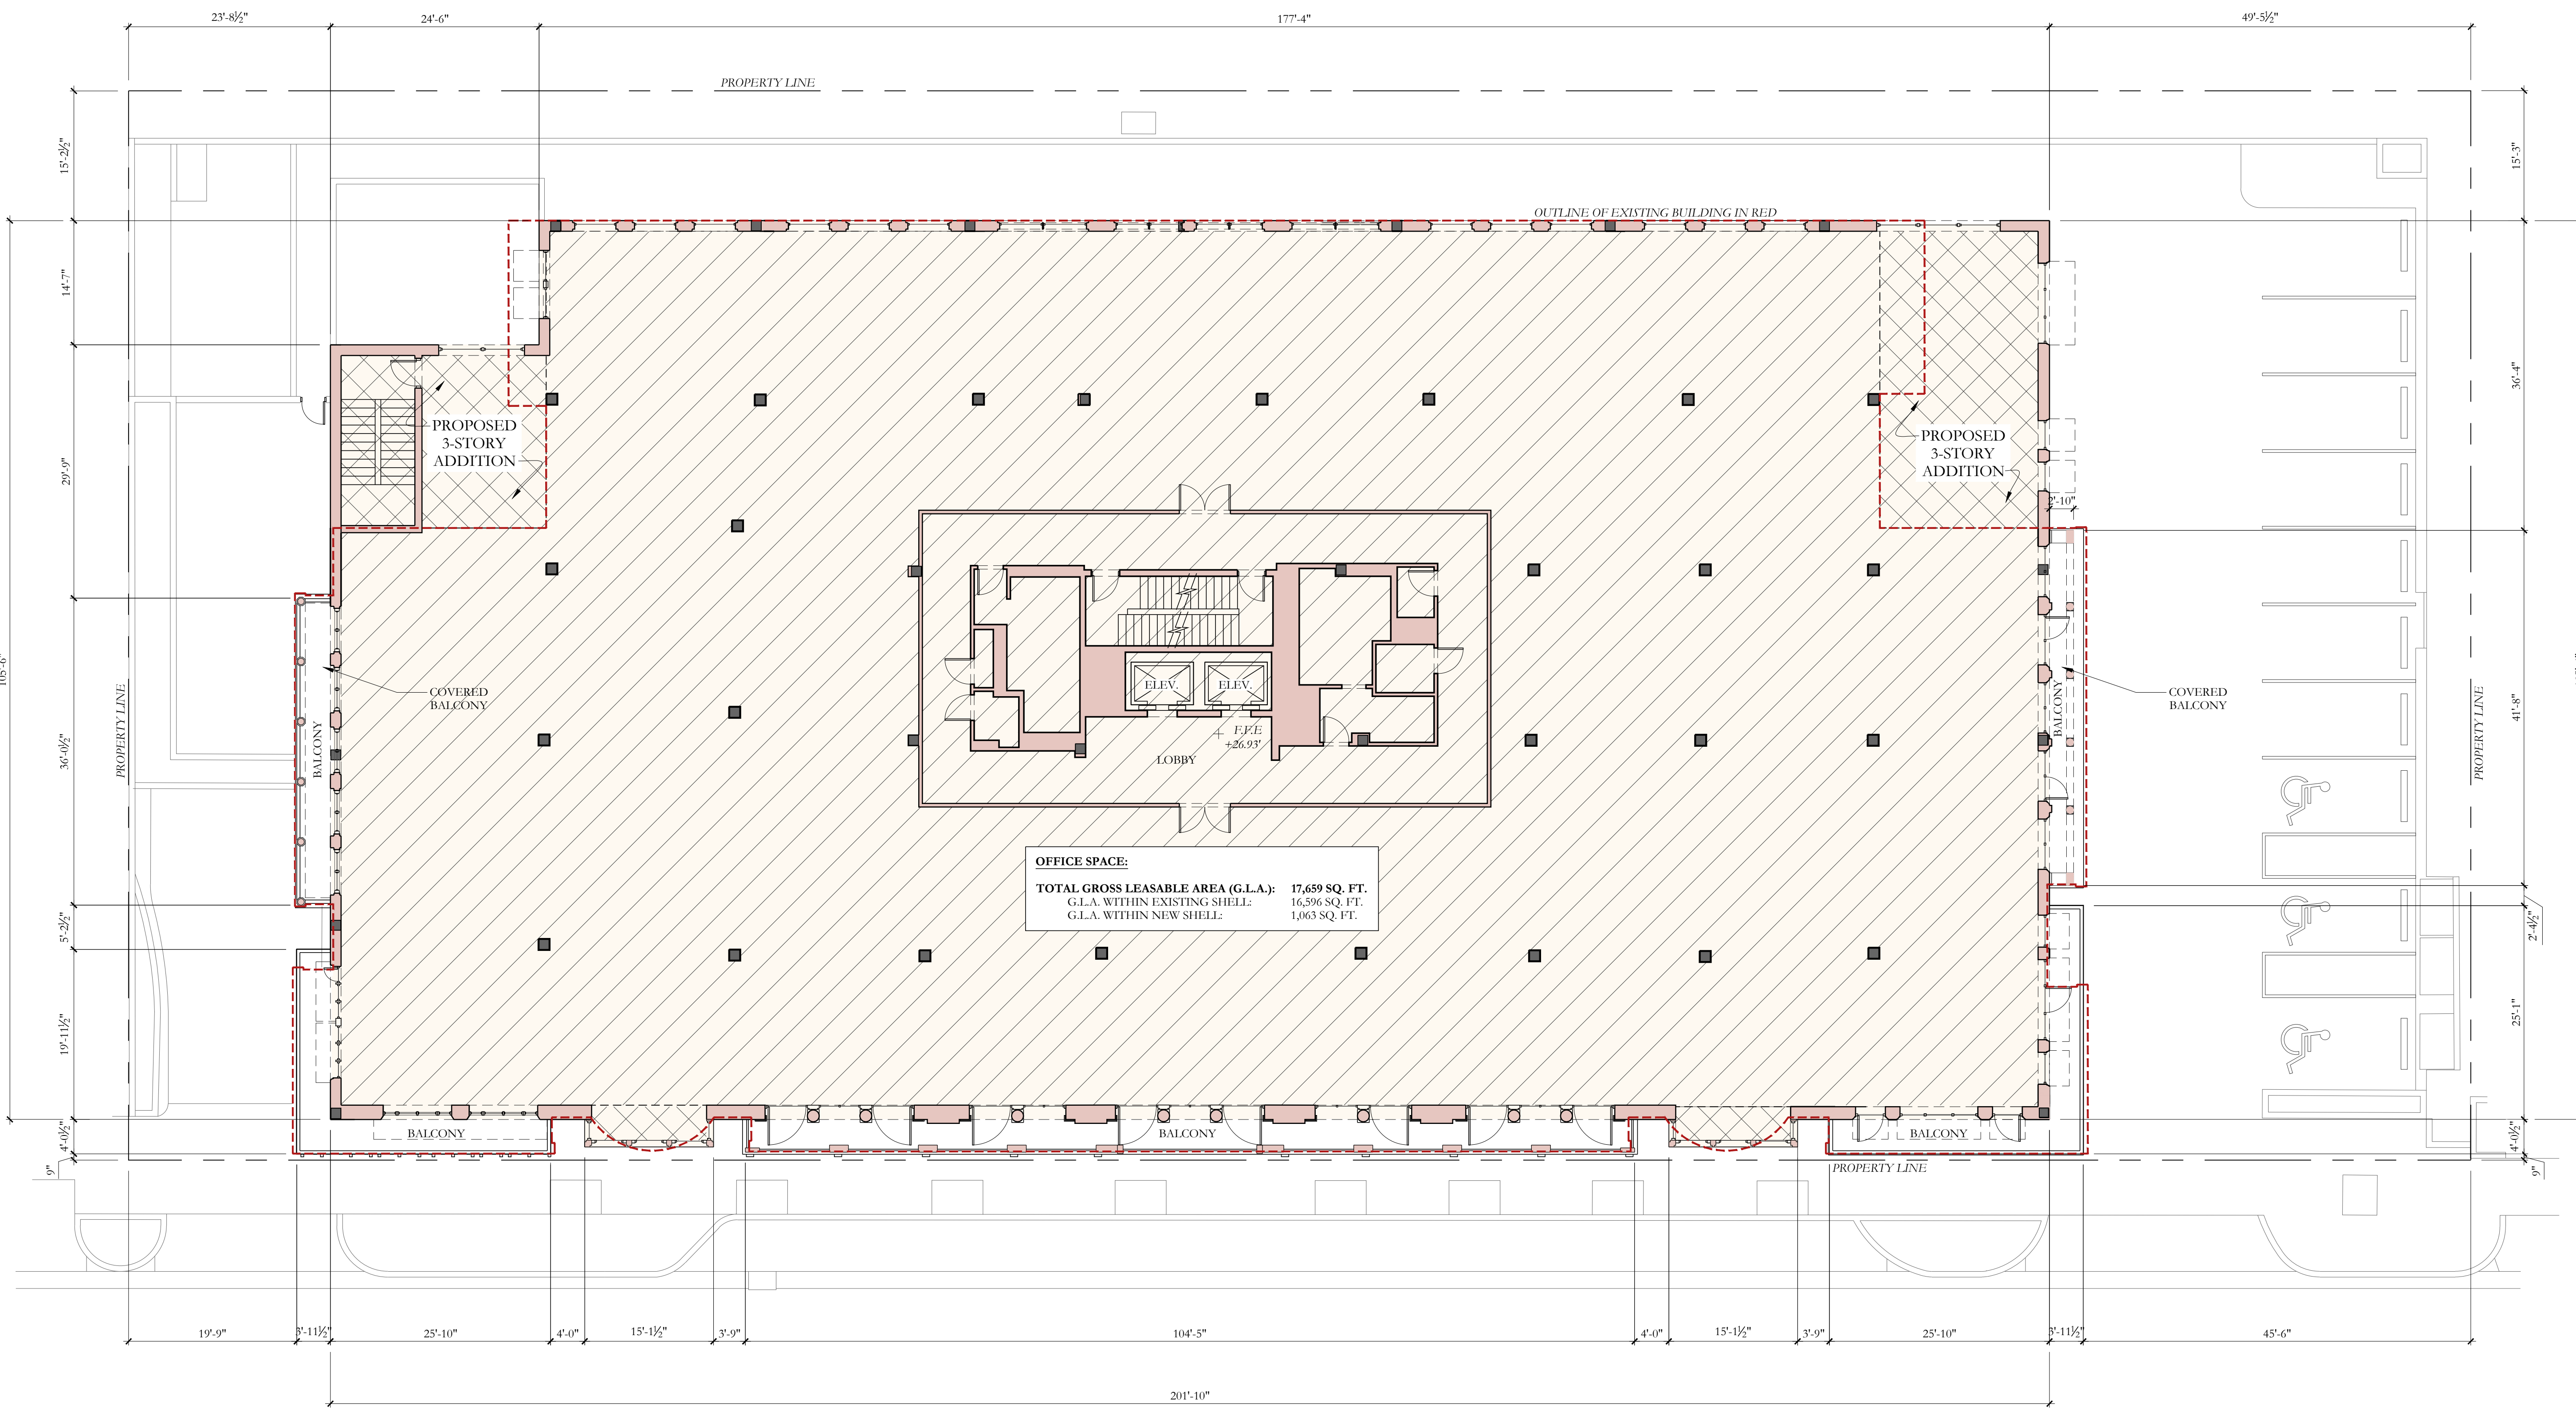 23'-8½"
24'-6"
177'-4"
49'-5½"
PROPERTY LINE
15'-2½"
15'-3"
OUTLINE OF EXISTING BUILDING IN RED
14'-7"
36'-4"
PROPOSED
3-STORY
ADDITION
PROPOSED
3-STORY
ADDITION
29'-9"
2'-10"
105'-6"
ELEV.
ELEV.
F.F.E
+26.93'
LOBBY
COVERED
BALCONY
BALCONY
PROPERTY LINE
36'-0½"
COVERED
BALCONY
BALCONY
PROPERTY LINE
41'-8"
OFFICE SPACE:
TOTAL GROSS LEASABLE AREA (G.L.A.): 17,659 SQ. FT.
G.L.A. WITHIN EXISTING SHELL: 16,596 SQ. FT.
G.L.A. WITHIN NEW SHELL: 1,063 SQ. FT.
5'-2½"
2'-4½"
19'-11½"
25'-1"
BALCONY
BALCONY
BALCONY
4'-0½"
4'-0½"
9"
9"
PROPERTY LINE
19'-9"
3'-11½"
25'-10"
4'-0"
15'-1½"
3'-9"
104'-5"
4'-0"
15'-1½"
3'-9"
25'-10"
3'-11½"
45'-6"
201'-10"